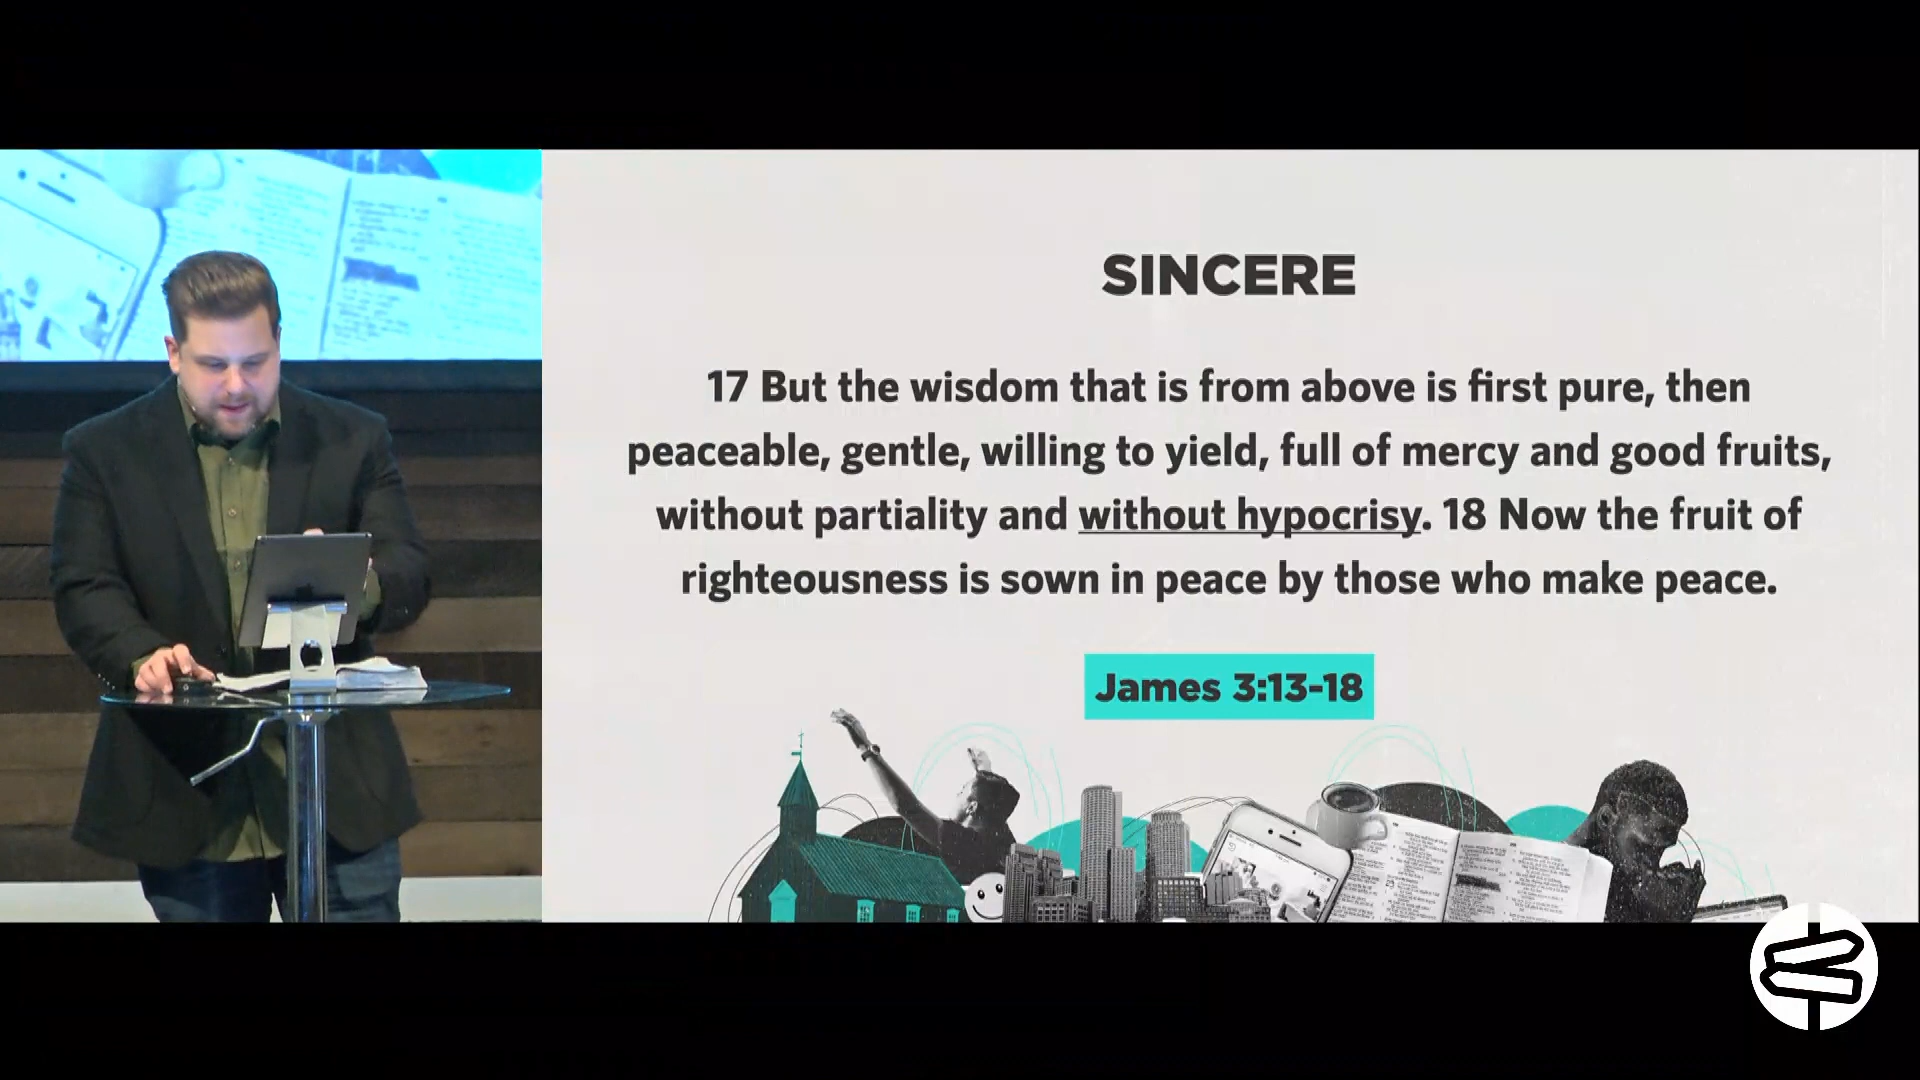 SINCERE
17 But the wisdom that is from above is first pure, then
peaceable, gentle, willing to yield, full of mercy and good fruits,
without partiality and without hypocrisy. 18 Now the fruit of
righteousness is sown in peace by those who make peace.
James 3:13-18